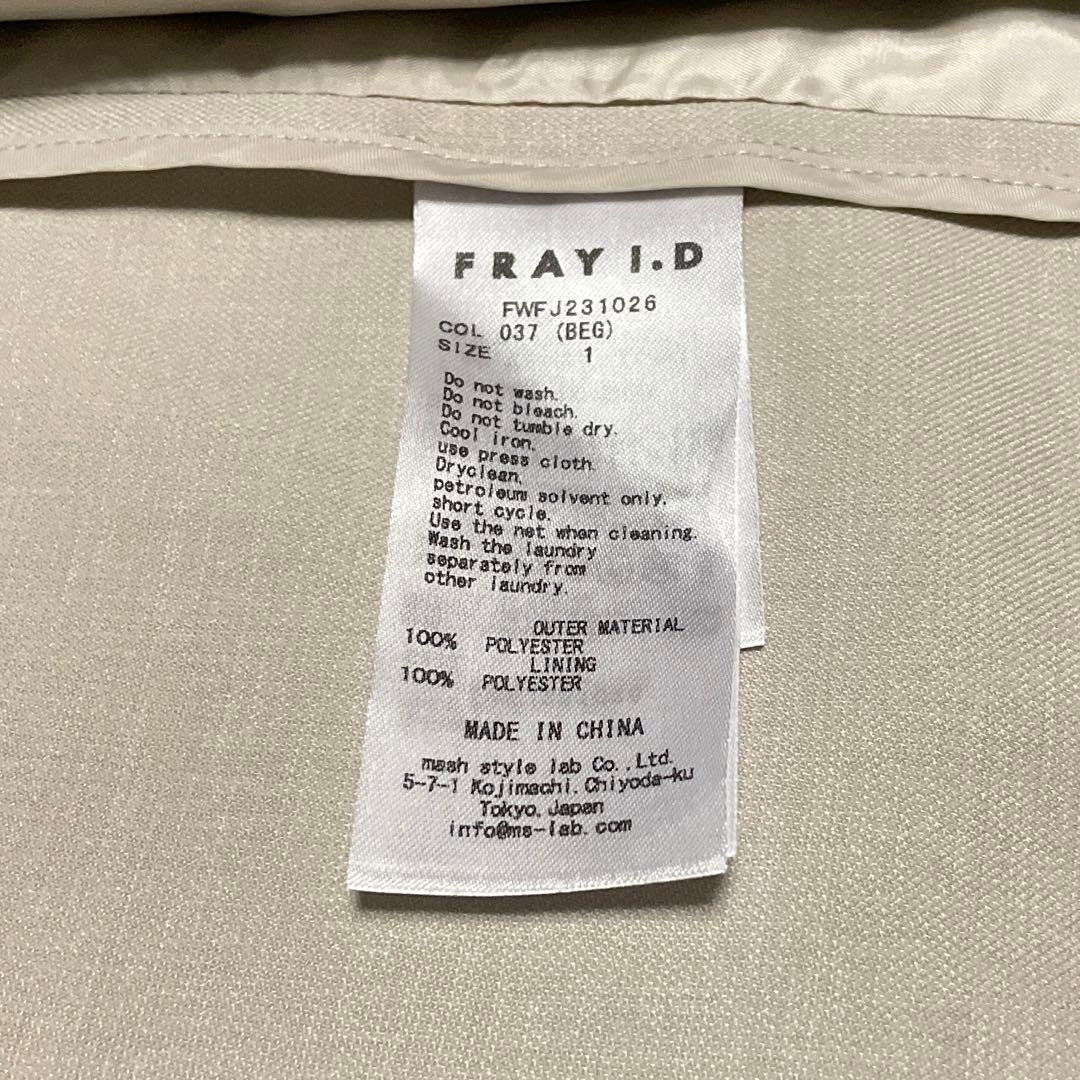 FRAY I.D
FWFJ231026
COL 037 (BEG)
SIZE 1
Do not wash.
Do not bleach.
Do not tumble dry.
Cool iron.
use press cloth.
Dryclean,
petroleum solvent only.
short cycle.
Use the net when cleaning.
Wash the laundry
separately from
other laundry.
OUTER MATERIAL
100% POLYESTER
LINING
100% POLYESTER
MADE IN CHINA
mash style lab Co.,Ltd.
5-7-1 Kojimachi, Chiyoda-ku
Tokyo, Japan
info@ms-lab.com